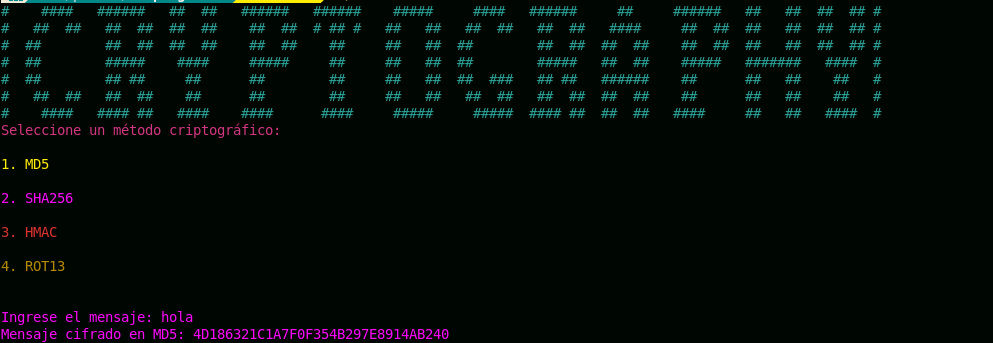 CRYPTOGRAPHY
Seleccione un método criptográfico:
1. MD5
2. SHA256
3. HMAC
4. ROT13
Ingrese el mensaje: hola
Mensaje cifrado en MD5: 4D186321C1A7F0F354B297E8914AB240